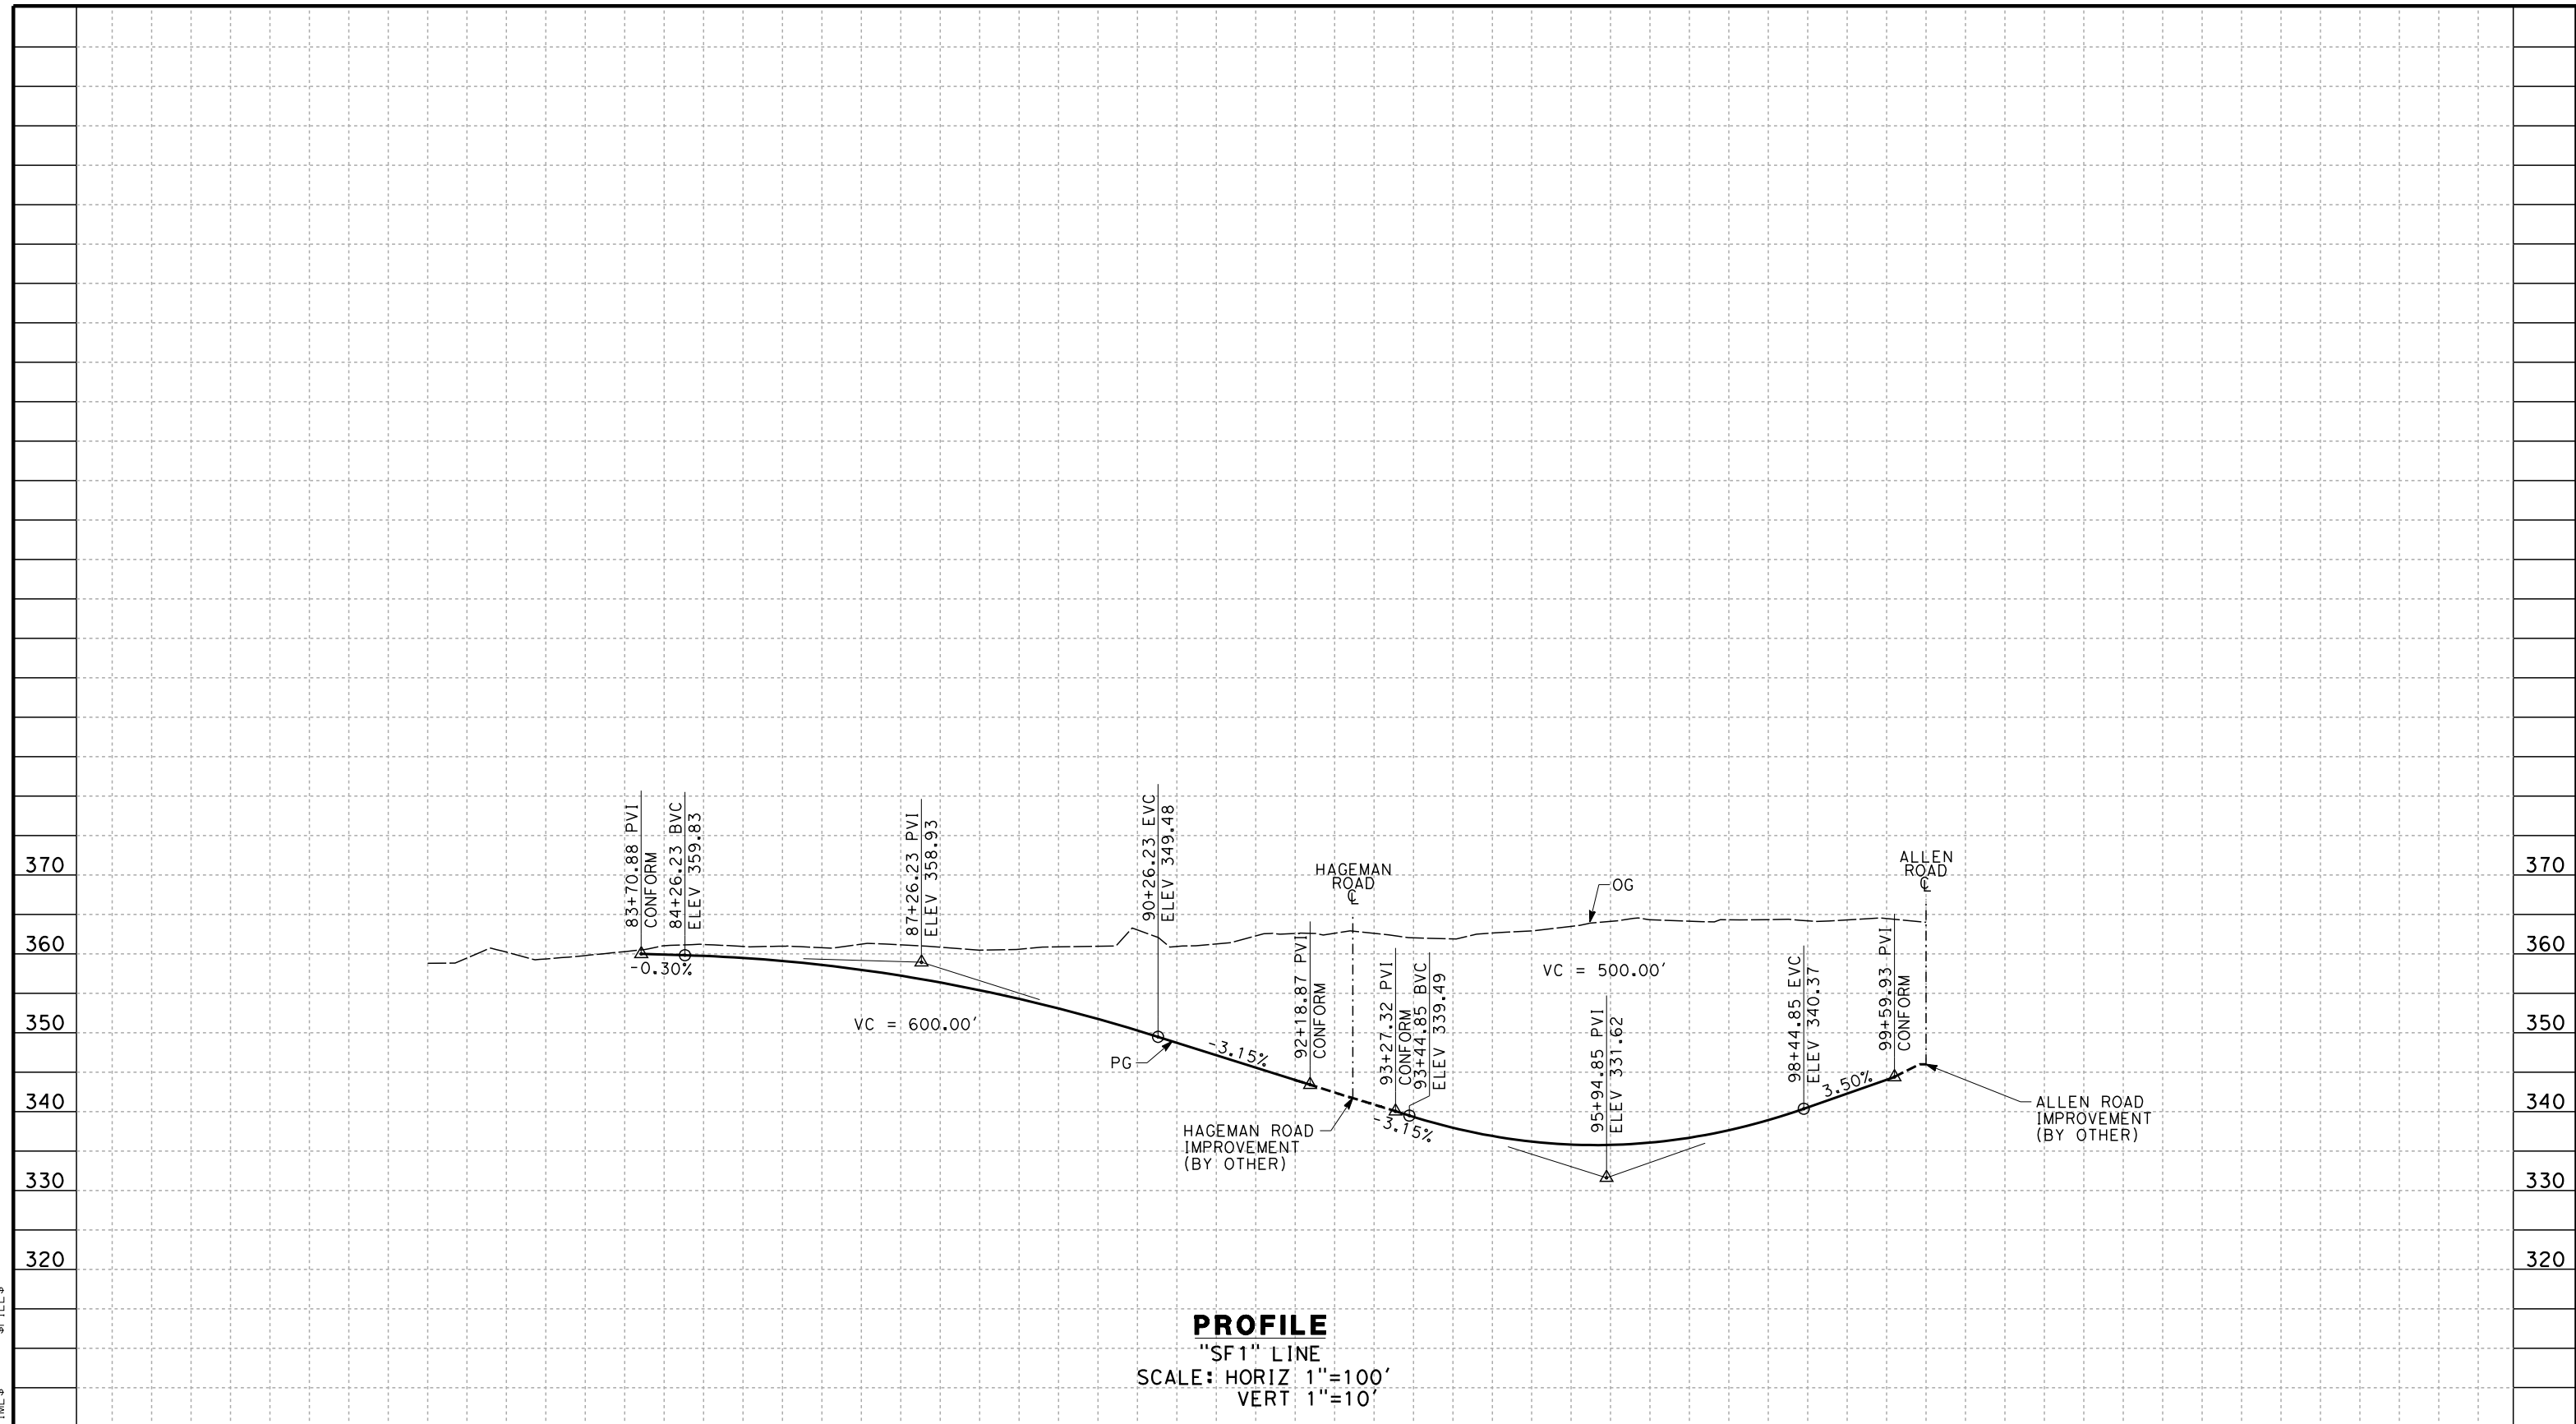 370
360
350
340
330
320
83+70.88 PVI
CONFORM
84+26.23 BVC
ELEV 359.83
-0.30%
87+26.23 PVI
ELEV 358.93
VC = 600.00'
90+26.23 EVC
ELEV 349.48
PG
-3.15%
92+18.87 PVI
CONFORM
HAGEMAN
ROAD
℄
HAGEMAN ROAD
IMPROVEMENT
(BY OTHER)
93+27.32 PVI
CONFORM
93+44.85 BVC
ELEV 339.49
-3.15%
OG
VC = 500.00'
95+94.85 PVI
ELEV 331.62
98+44.85 EVC
ELEV 340.37
3.50%
99+59.93 PVI
CONFORM
ALLEN
ROAD
℄
ALLEN ROAD
IMPROVEMENT
(BY OTHER)
370
360
350
340
330
320
PROFILE
"SF1" LINE
SCALE: HORIZ 1"=100'
VERT 1"=10'